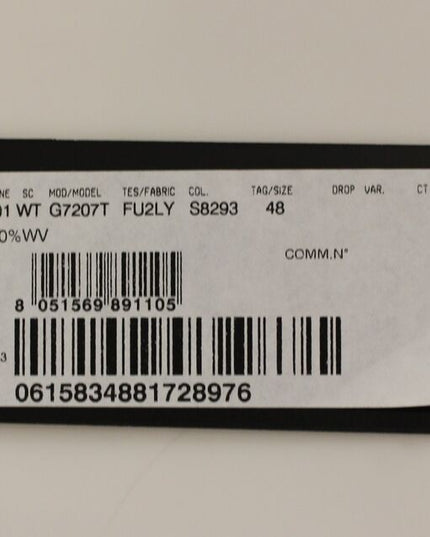 NE SC MOD/MODEL TES/FABRIC COL. TAG/SIZE DROP VAR. CT
01 WT G7207T FU2LY S8293 48
0%WV
COMM.N°
8 051569 891105
3
0615834881728976